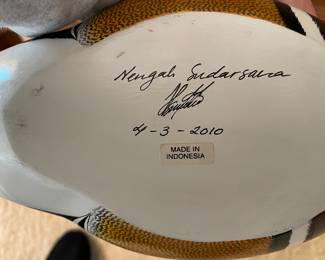 Nengah Sudarsana
4-3-2010
MADE IN
INDONESIA